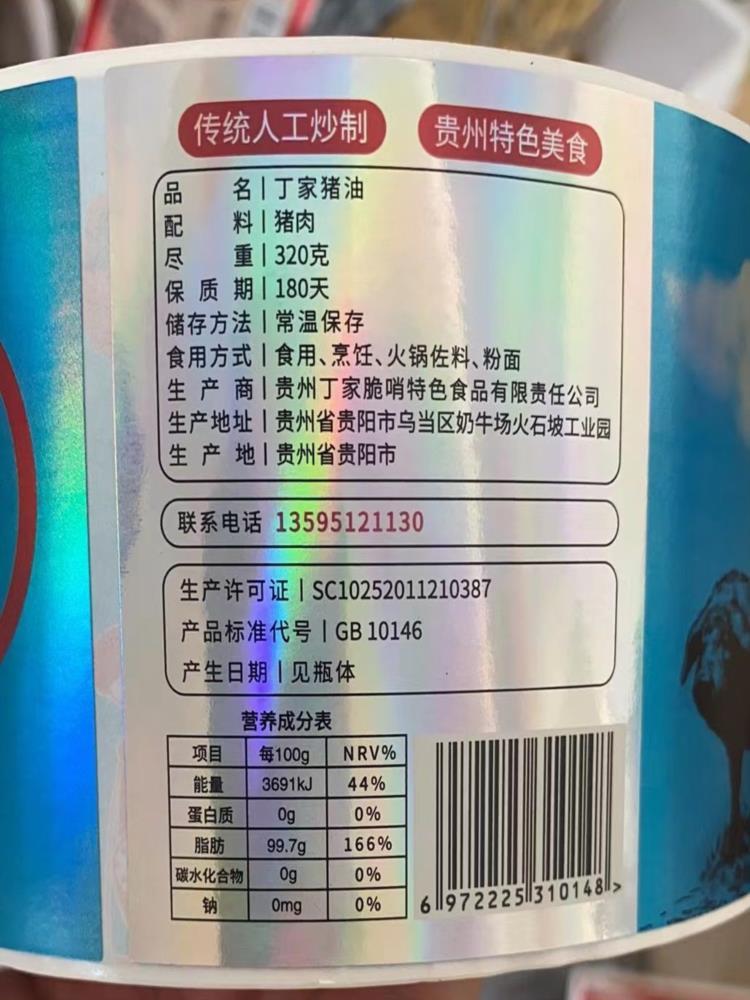 传统人工炒制 贵州特色美食
品名 | 丁家猪油
配料 | 猪肉
尽重 | 320克
保质期 | 180天
储存方法 | 常温保存
食用方式 | 食用、烹饪、火锅佐料、粉面
生产商 | 贵州丁家脆哨特色食品有限责任公司
生产地址 | 贵州省贵阳市乌当区奶牛场火石坡工业园
生产地 | 贵州省贵阳市
联系电话 13595121130
生产许可证 | SC10252011210387
产品标准代号 | GB 10146
产生日期 | 见瓶体
营养成分表
项目 每100g NRV%
能量 3691kJ 44%
蛋白质 0g 0%
脂肪 99.7g 166%
碳水化合物 0g 0%
钠 0mg 0%
6 972225 310148 >